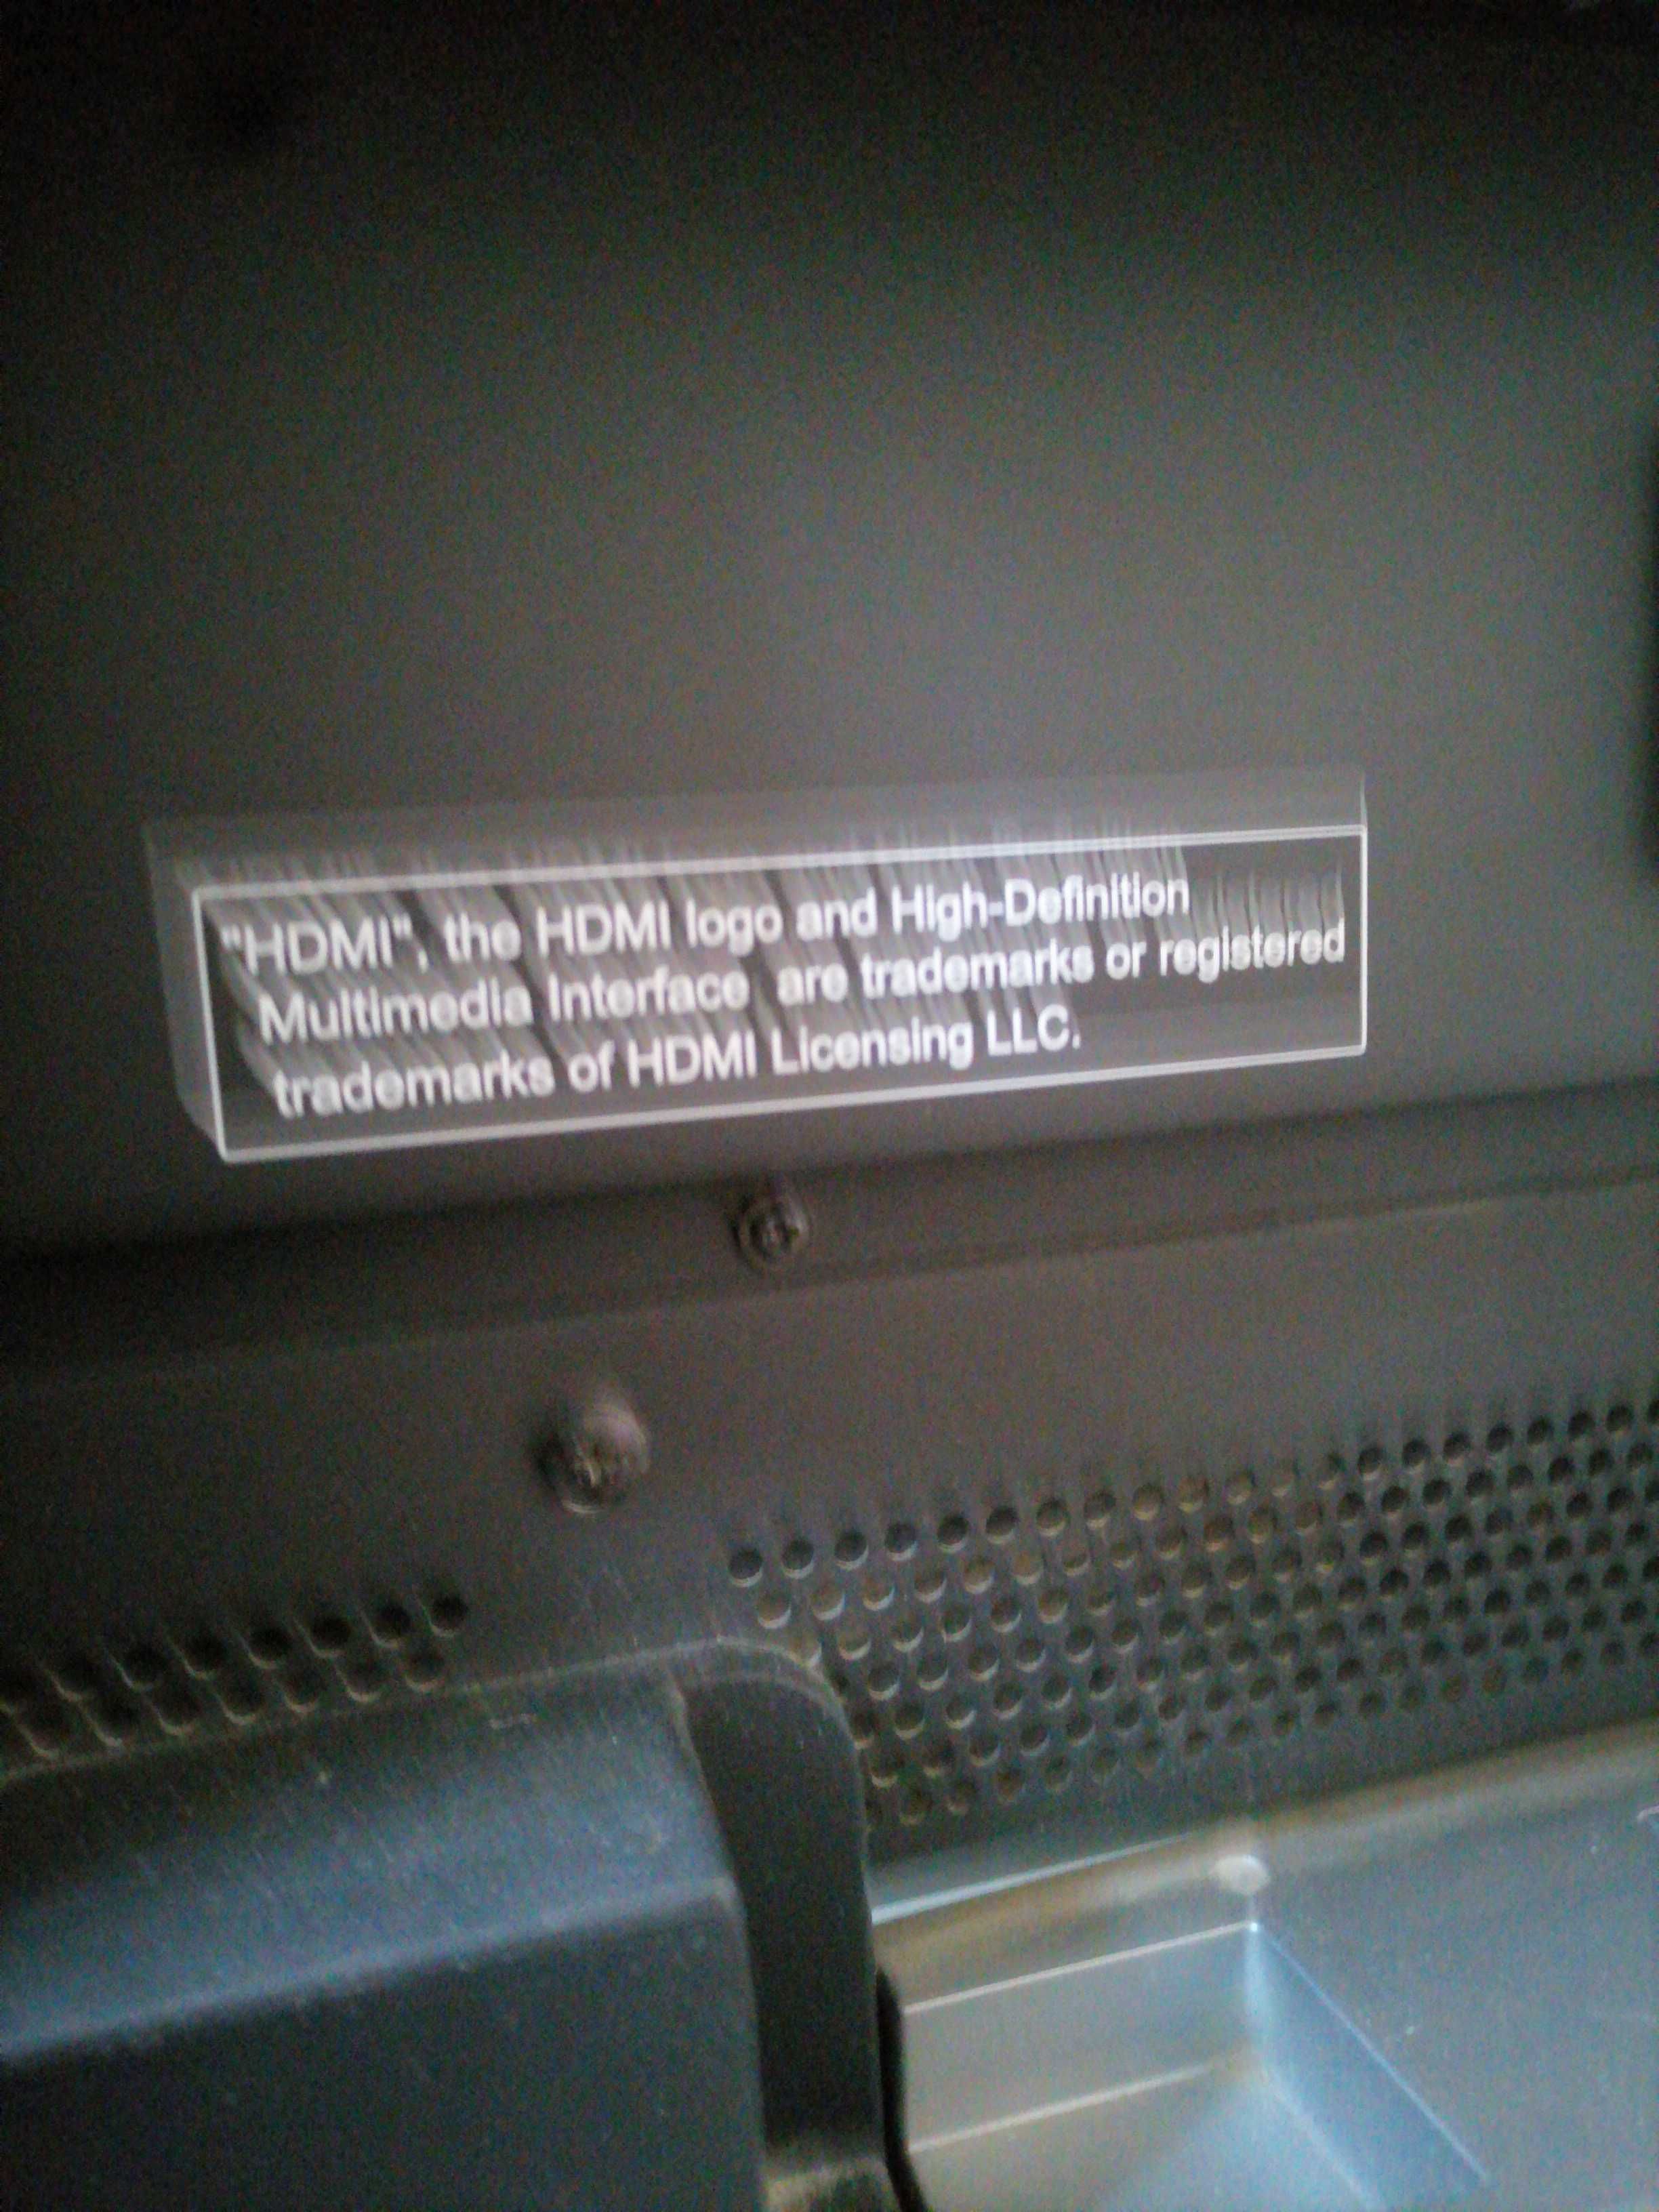 "HDMI", the HDMI logo and High-Definition
Multimedia Interface are trademarks or registered
trademarks of HDMI Licensing LLC.